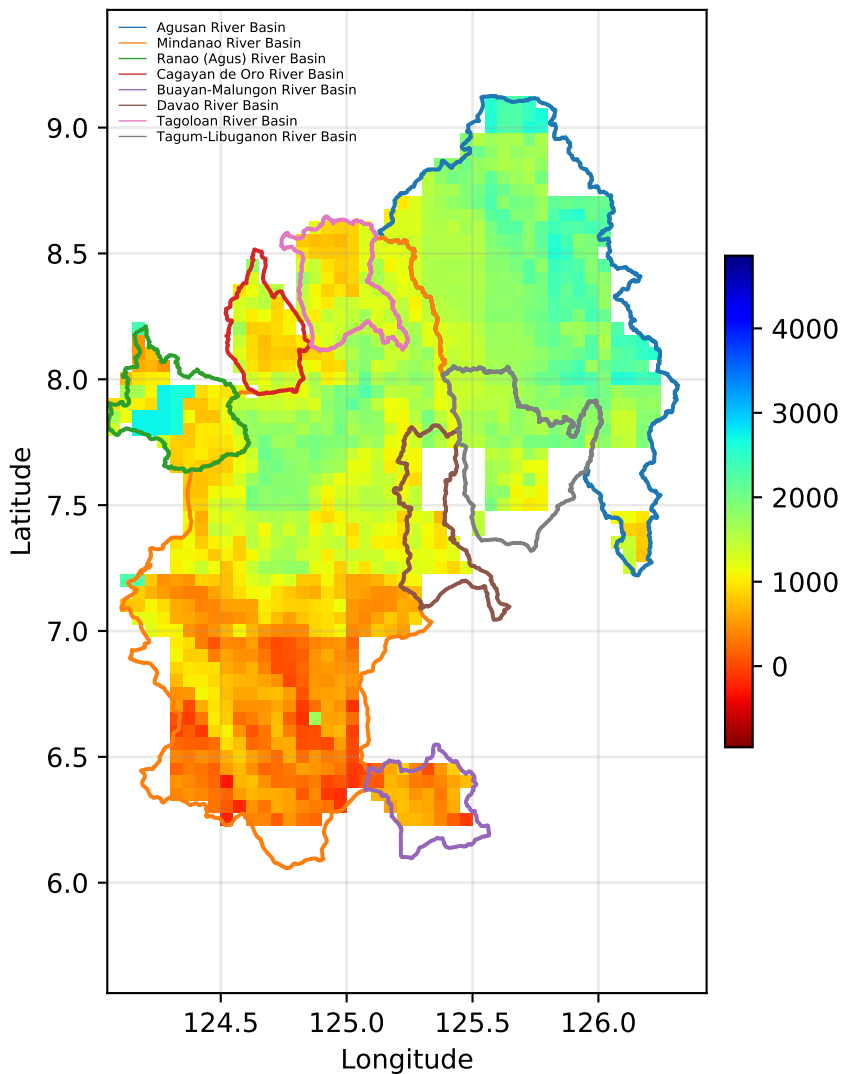 Agusan River Basin
Mindanao River Basin
Ranao (Agus) River Basin
Cagayan de Oro River Basin
Buayan-Malungon River Basin
Davao River Basin
Tagoloan River Basin
Tagum-Libuganon River Basin
9.0
8.5
8.0
7.5
7.0
6.5
6.0
Latitude
124.5 125.0 125.5 126.0
Longitude
4000
3000
2000
1000
0